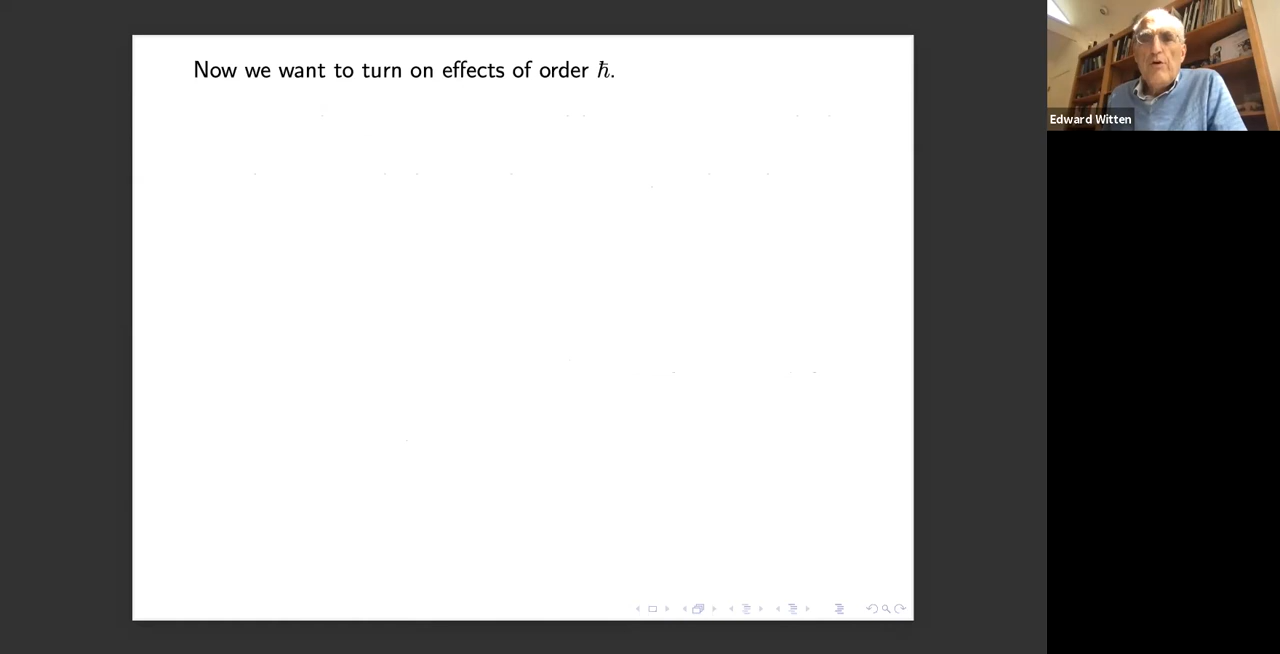 Now we want to turn on effects of order ℏ.
Edward Witten